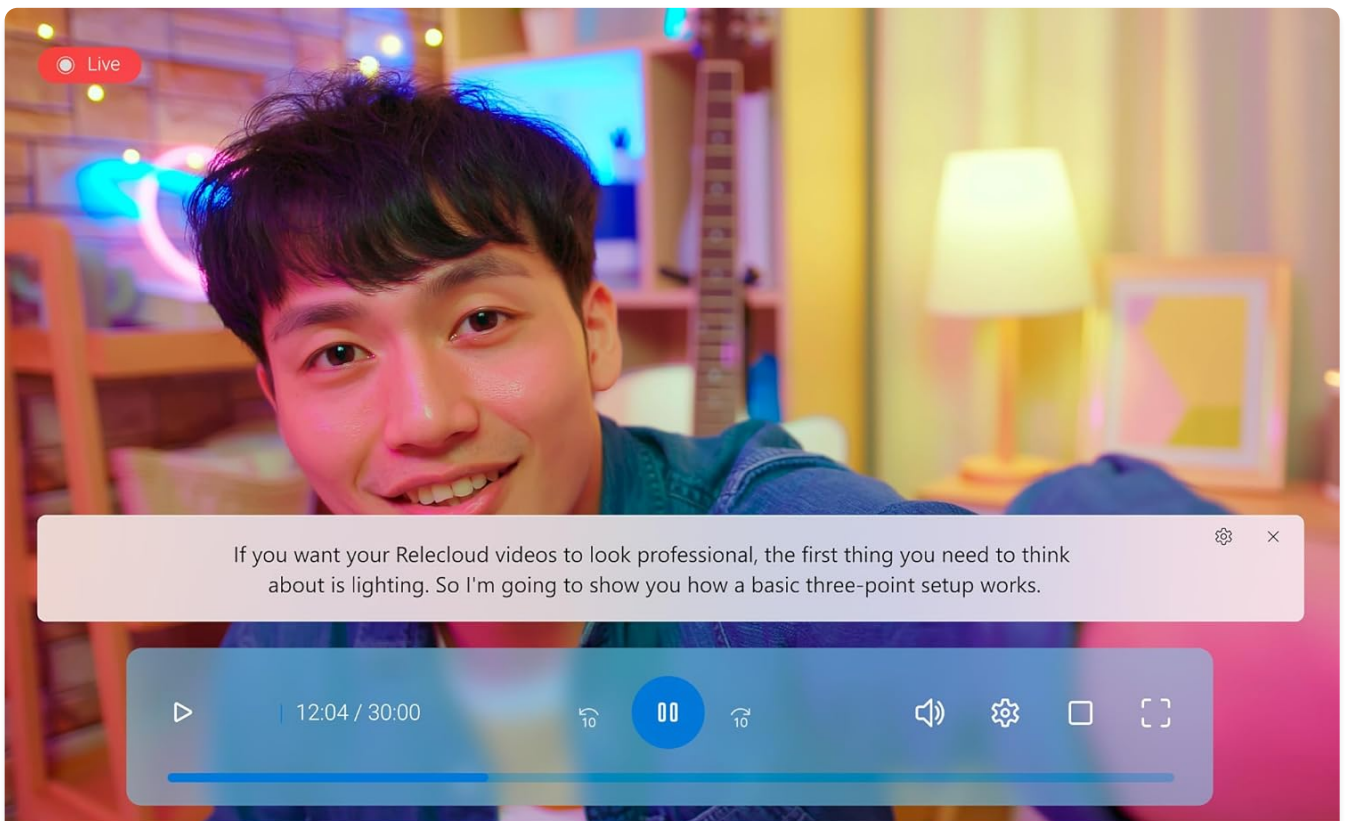 Live
If you want your Relecloud videos to look professional, the first thing you need to think
about is lighting. So I'm going to show you how a basic three-point setup works.
12:04 / 30:00
10
10